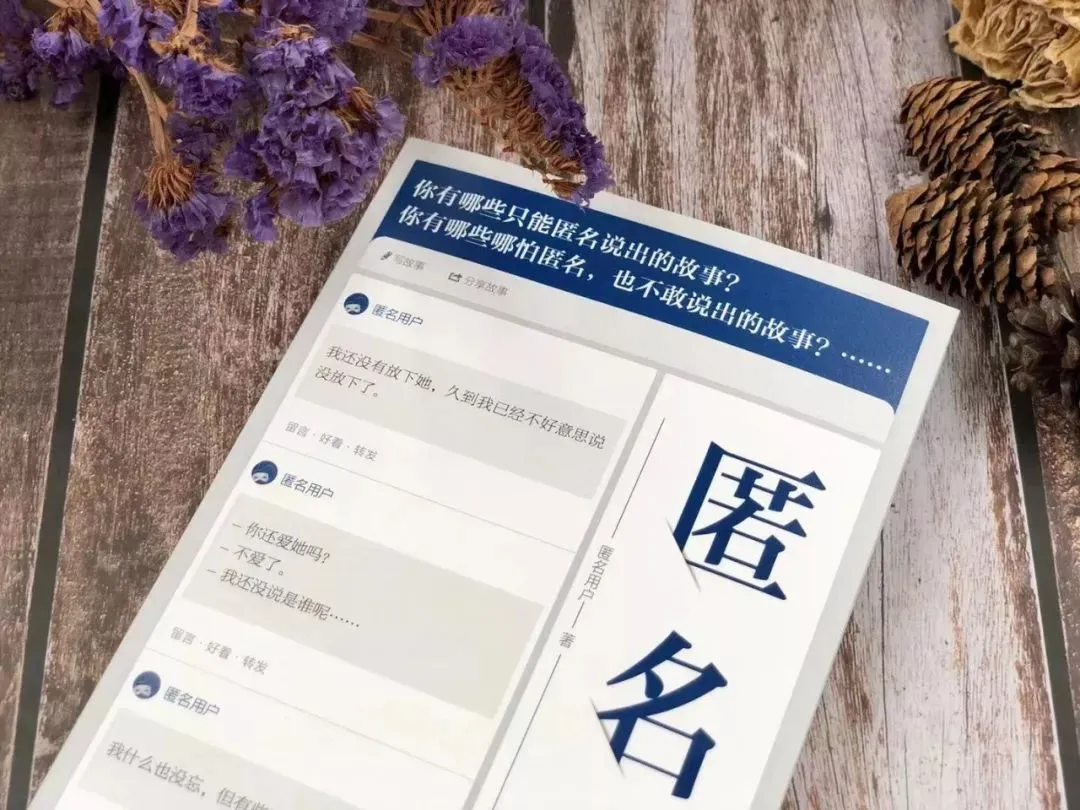 你有哪些只能匿名说出的故事？
你有哪些哪怕匿名，也不敢说出的故事？……
写故事 分享故事
匿名用户
我还没有放下她，久到我已经不好意思说
没放下了。
留言 · 好看 · 转发
匿名用户
– 你还爱她吗？
– 不爱了。
– 我还没说是谁呢……
留言 · 好看 · 转发
匿名用户
我什么也没忘，但有些
匿名
匿名用户
著